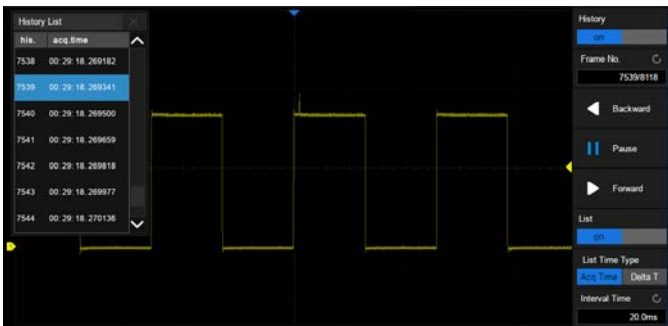 History List
his. acq.time
7538 00: 29: 18. 269182
7539 00: 29: 18. 269341
7540 00: 29: 18. 269500
7541 00: 29: 18. 269659
7542 00: 29: 18. 269818
7543 00: 29: 18. 269977
7544 00: 29: 18. 270136
History
on
Frame No.
7539/8118
Backward
Pause
Forward
List
on
List Time Type
Acq Time Delta T
Interval Time
20.0ms